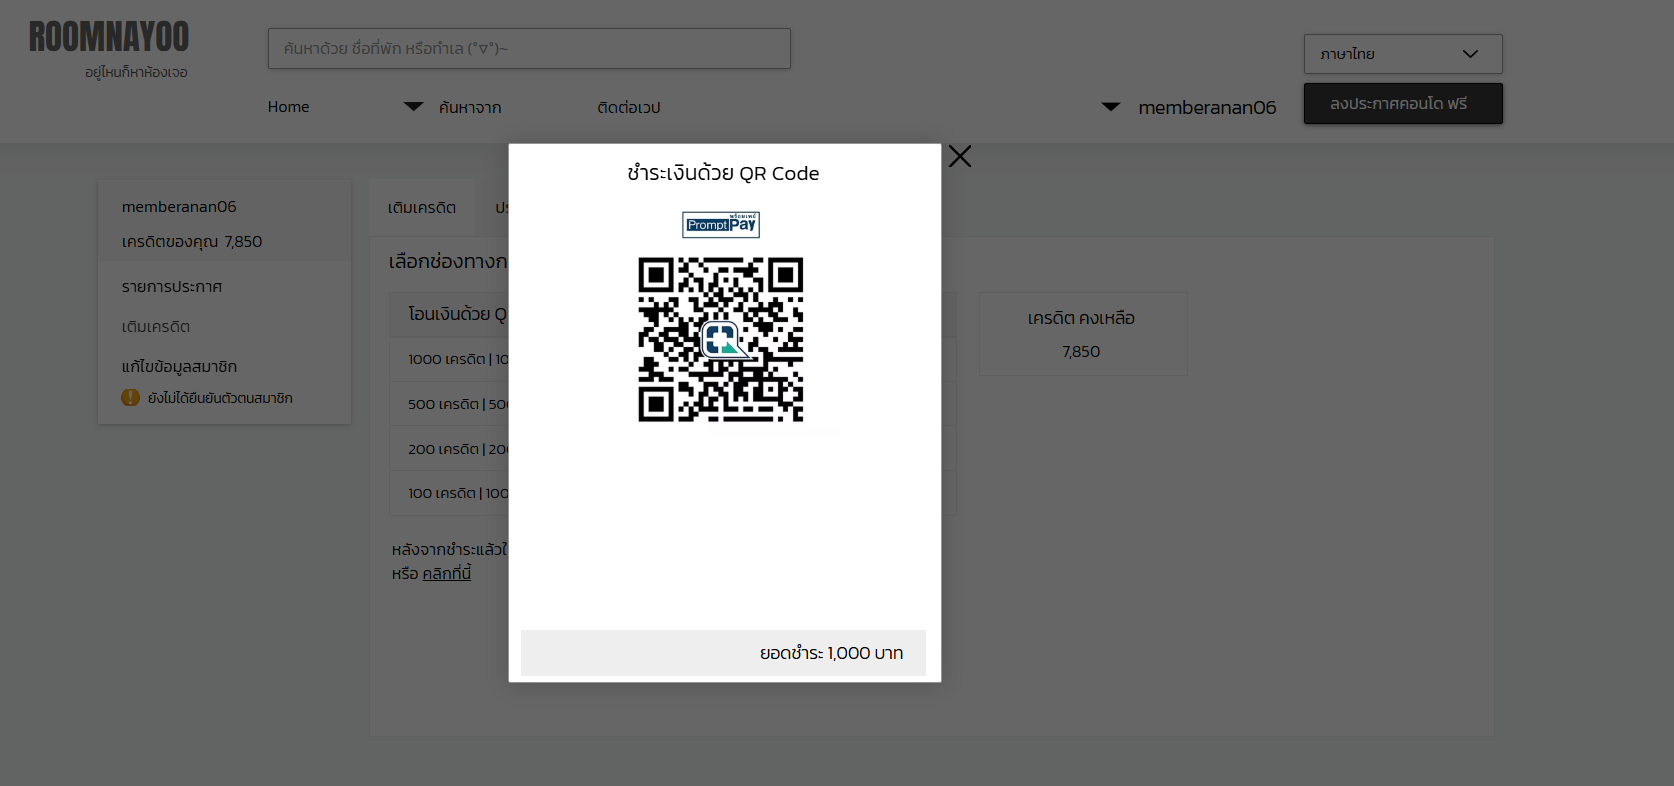 ROOMNAYOO
อยู่ไหนก็หาห้องเจอ
ค้นหาด้วย ชื่อที่พัก หรือทำเล (°∇°)~
ภาษาไทย
Home
ค้นหาจาก
ติดต่อเวป
memberanan06
ลงประกาศคอนโด ฟรี
ชำระเงินด้วย QR Code
พร้อมเพย์
PromptPay
ยอดชำระ 1,000 บาท
memberanan06
เครดิตของคุณ 7,850
รายการประกาศ
เติมเครดิต
แก้ไขข้อมูลสมาชิก
ยังไม่ได้ยืนยันตัวตนสมาชิก
เติมเครดิต
เลือกช่องทางก
โอนเงินด้วย Q
1000 เครดิต | 10
500 เครดิต | 50
200 เครดิต | 20
100 เครดิต | 100
หลังจากชำระแล้ว
หรือ คลิกที่นี้
เครดิต คงเหลือ
7,850